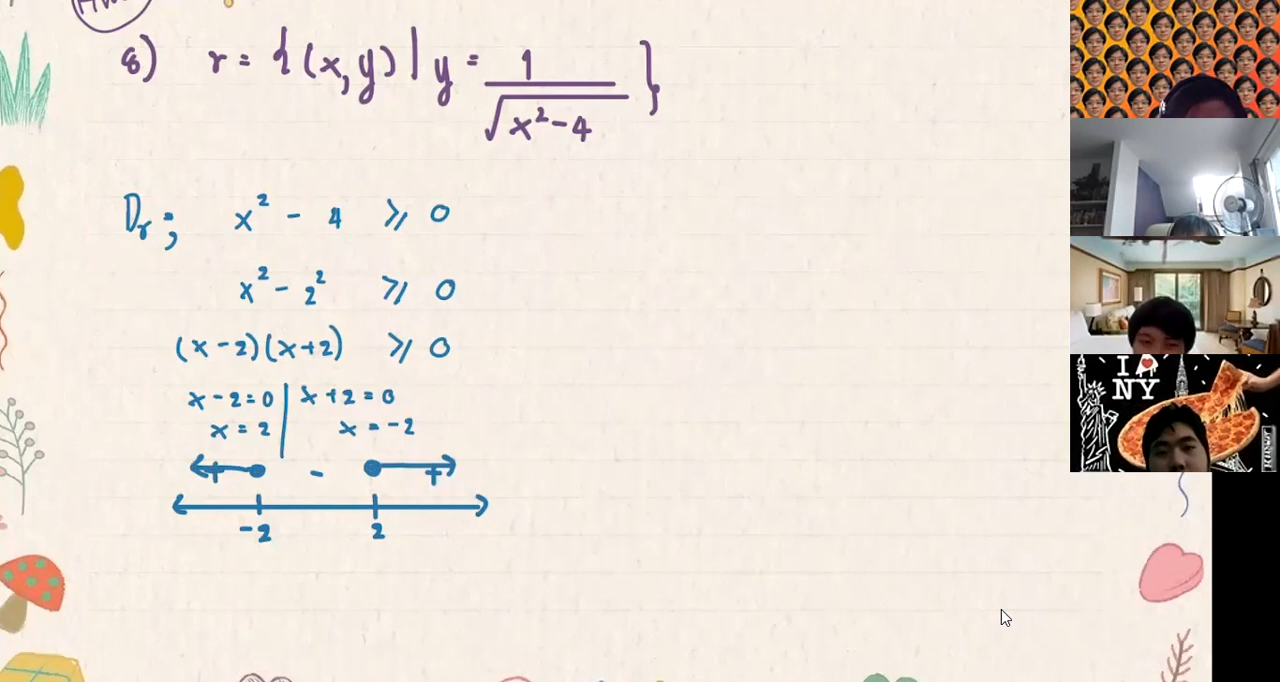 8) r = {(x,y) | y = 1/√(x²-4)}
Dr ; x² - 4 ⩾ 0
x² - 2² ⩾ 0
(x-2)(x+2) ⩾ 0
x-2=0 | x+2=0
x = 2 | x = -2
+ - +
-2 2
I ♥
NY